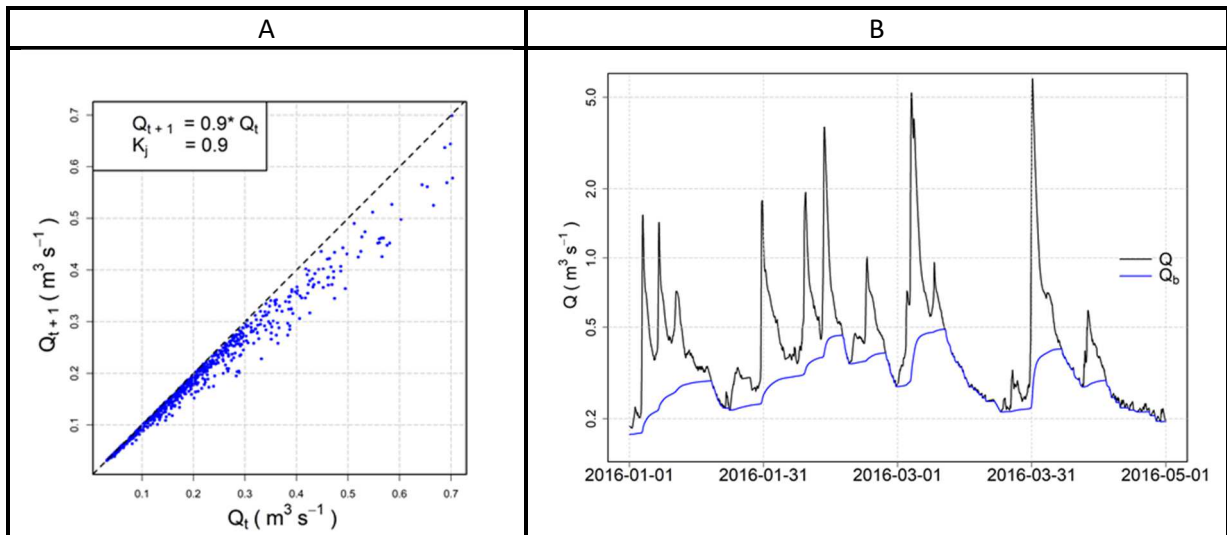 A
B
Qt + 1 = 0.9* Qt
Kj = 0.9
0.7
0.6
0.5
0.4
0.3
0.2
0.1
Qt+1 ( m³ s⁻¹ )
0.1 0.2 0.3 0.4 0.5 0.6 0.7
Qt ( m³ s⁻¹ )
5.0
2.0
1.0
0.5
0.2
Q ( m³ s⁻¹ )
Q
Qb
2016-01-01 2016-01-31 2016-03-01 2016-03-31 2016-05-01